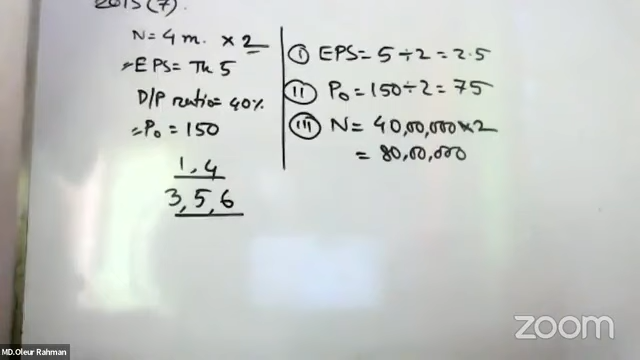 2015(7).
N = 4 m. × 2
EPS = Tk 5
D/P ratio = 40%
P₀ = 150
1, 4
3, 5, 6
(i) EPS = 5 ÷ 2 = 2.5
(ii) P₀ = 150 ÷ 2 = 75
(iii) N = 40,00,000 × 2
= 80,00,000
zoom
MD.Oleur Rahman